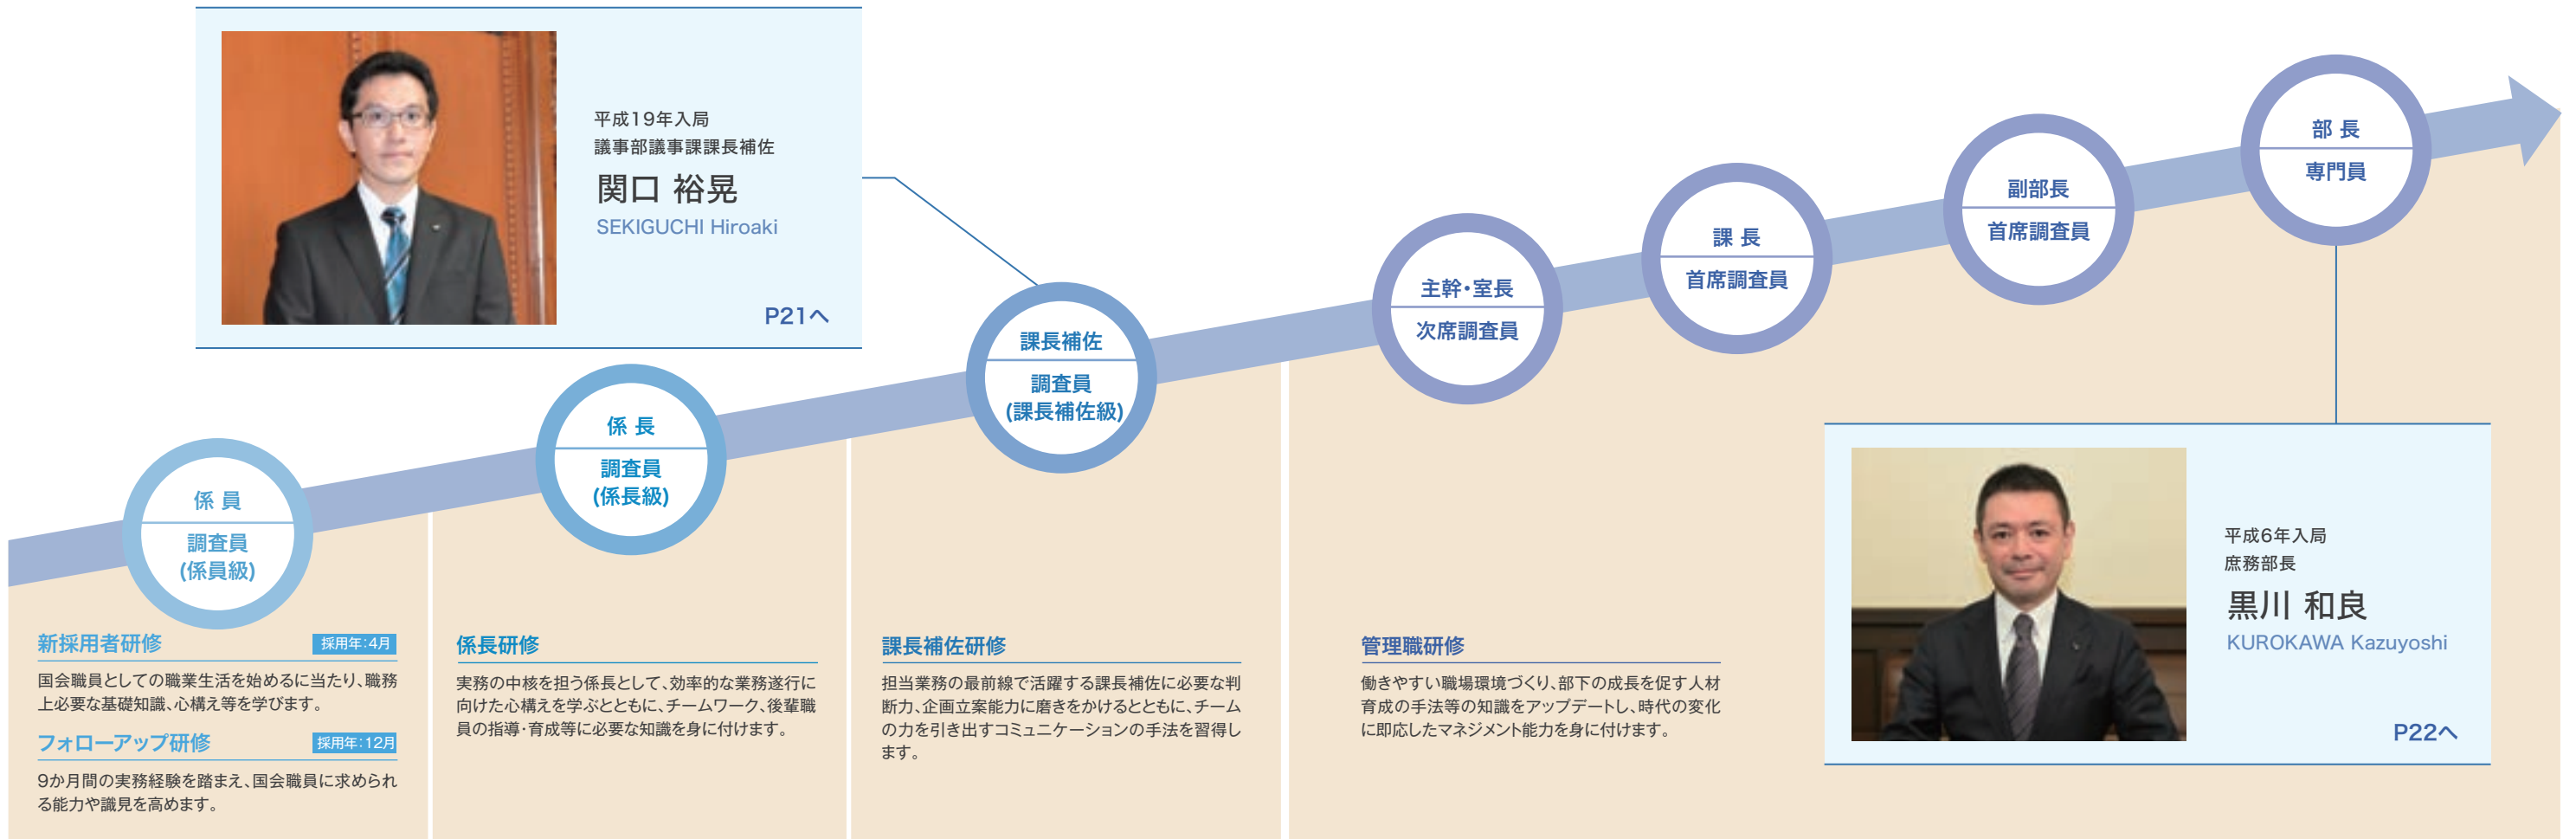 平成19年入局
議事部議事課課長補佐
関口 裕晃
SEKIGUCHI Hiroaki
P21へ
係 員
調査員
(係員級)
係 長
調査員
(係長級)
課長補佐
調査員
(課長補佐級)
主幹・室長
次席調査員
課 長
首席調査員
副部長
首席調査員
部 長
専門員
新採用者研修
採用年:4月
国会職員としての職業生活を始めるに当たり、職務
上必要な基礎知識、心構え等を学びます。
フォローアップ研修
採用年:12月
9か月間の実務経験を踏まえ、国会職員に求められ
る能力や識見を高めます。
係長研修
実務の中核を担う係長として、効率的な業務遂行に
向けた心構えを学ぶとともに、チームワーク、後輩職
員の指導・育成等に必要な知識を身に付けます。
課長補佐研修
担当業務の最前線で活躍する課長補佐に必要な判
断力、企画立案能力に磨きをかけるとともに、チーム
の力を引き出すコミュニケーションの手法を習得し
ます。
管理職研修
働きやすい職場環境づくり、部下の成長を促す人材
育成の手法等の知識をアップデートし、時代の変化
に即応したマネジメント能力を身に付けます。
平成6年入局
庶務部長
黒川 和良
KUROKAWA Kazuyoshi
P22へ